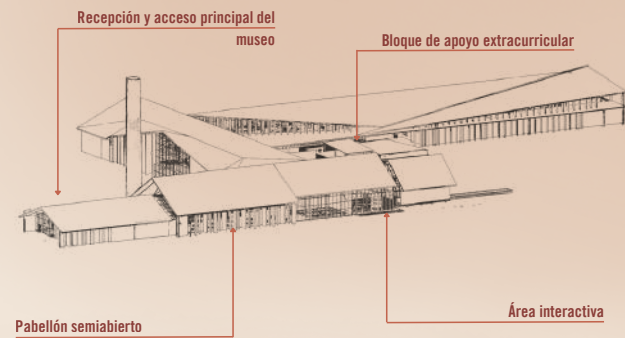 Recepción y acceso principal del
museo
Bloque de apoyo extracurricular
Área interactiva
Pabellón semiabierto